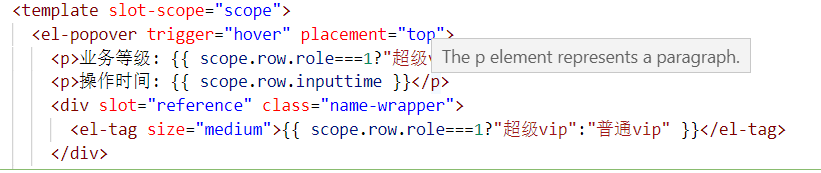 <template slot-scope="scope">
<el-popover trigger="hover" placement="top">
<p>业务等级: {{ scope.row.role===1?"超级v
The p element represents a paragraph.
<p>操作时间: {{ scope.row.inputtime }}</p>
<div slot="reference" class="name-wrapper">
<el-tag size="medium">{{ scope.row.role===1?"超级vip":"普通vip" }}</el-tag>
</div>